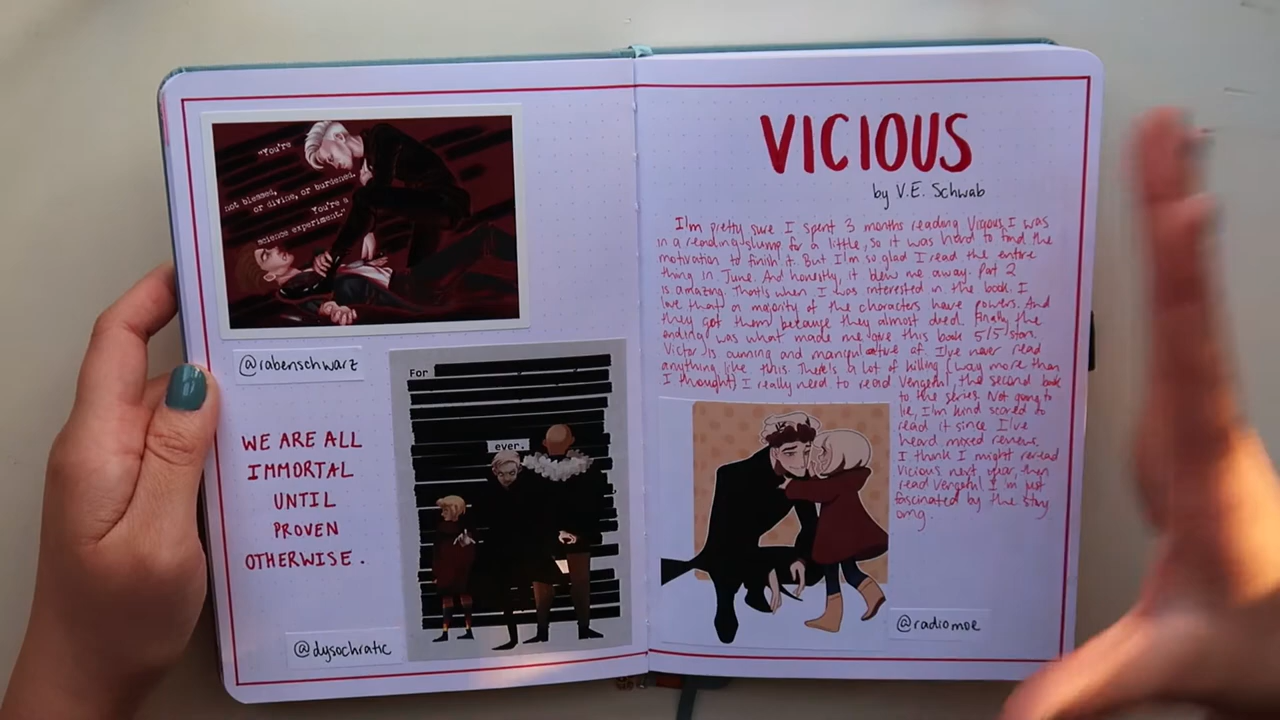 "You're
not blessed,
or divine, or burdened.
You're a
science experiment."
@rabenschwarz
For
ever.
WE ARE ALL
IMMORTAL
UNTIL
PROVEN
OTHERWISE.
@dysochratic
VICIOUS
by V.E. Schwab
I'm pretty sure I spent 3 months reading Vicious. I was
in a reading slump for a little, so it was hard to find the
motivation to finish it. But I'm so glad I read the entire
thing in June. And honestly, it blew me away. Part 2
is amazing. That's when I was interested in the book. I
love that a majority of the characters have powers. And
they got them because they almost died. Finally, the
ending was what made me give this book 5/5 stars.
Victor is cunning and manipulative af. I've never read
anything like this. There's a lot of killing (way more than
I thought) I really need to read Vengeful, the second book
to the series. Not going to
lie, I'm kind scared to
read it since I've
heard mixed reviews.
I think I might reread
Vicious next year, then
read Vengeful. I'm just
fascinated by the story
omg.
@radiomoe